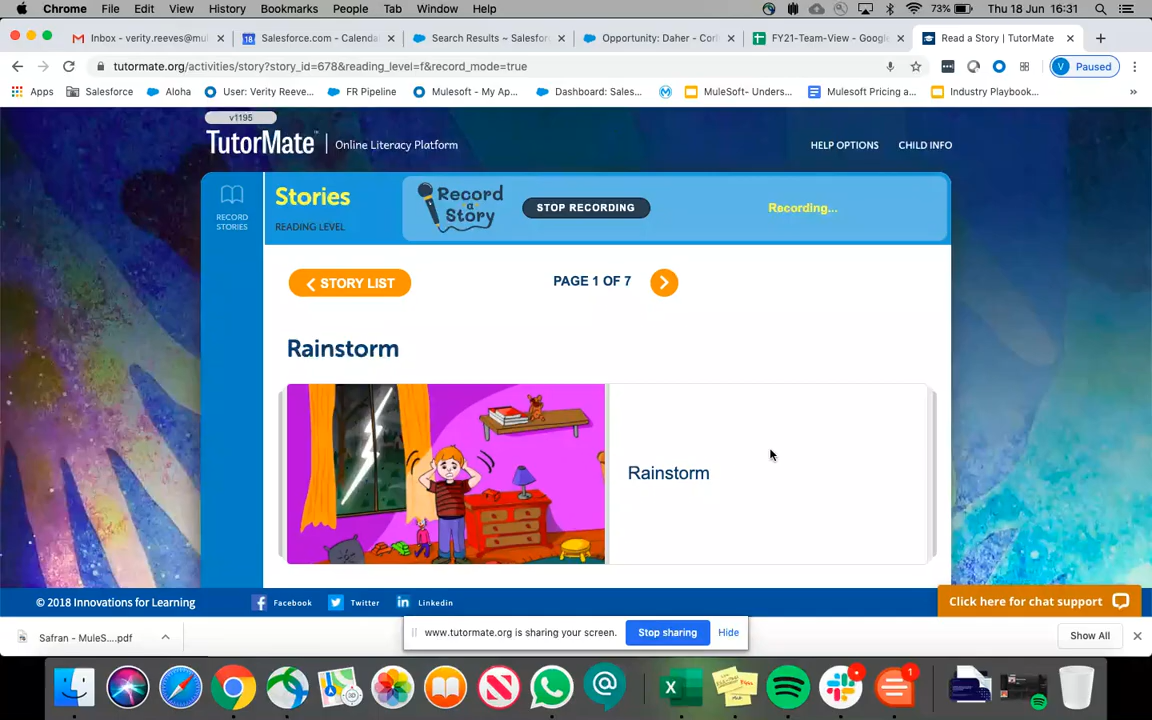 Chrome File Edit View History Bookmarks People Tab Window Help 73% Thu 18 Jun 16:31
Inbox - verity.reeves@mul × Salesforce.com - Calenda × Search Results ~ Salesfor × Opportunity: Daher - Cor × FY21-Team-View - Google × Read a Story | TutorMate × +
tutormate.org/activities/story?story_id=678&reading_level=f&record_mode=true V Paused
Apps Salesforce Aloha User: Verity Reeve... FR Pipeline Mulesoft - My Ap... Dashboard: Sales... MuleSoft- Unders... Mulesoft Pricing a... Industry Playbook... »
v1195
TutorMate™ | Online Literacy Platform HELP OPTIONS CHILD INFO
RECORD
STORIES
Stories
READING LEVEL
Record
a
Story
STOP RECORDING
Recording...
STORY LIST
PAGE 1 OF 7
Rainstorm
Rainstorm
© 2018 Innovations for Learning Facebook Twitter Linkedin
Click here for chat support
Safran - MuleS....pdf
www.tutormate.org is sharing your screen. Stop sharing Hide
Show All